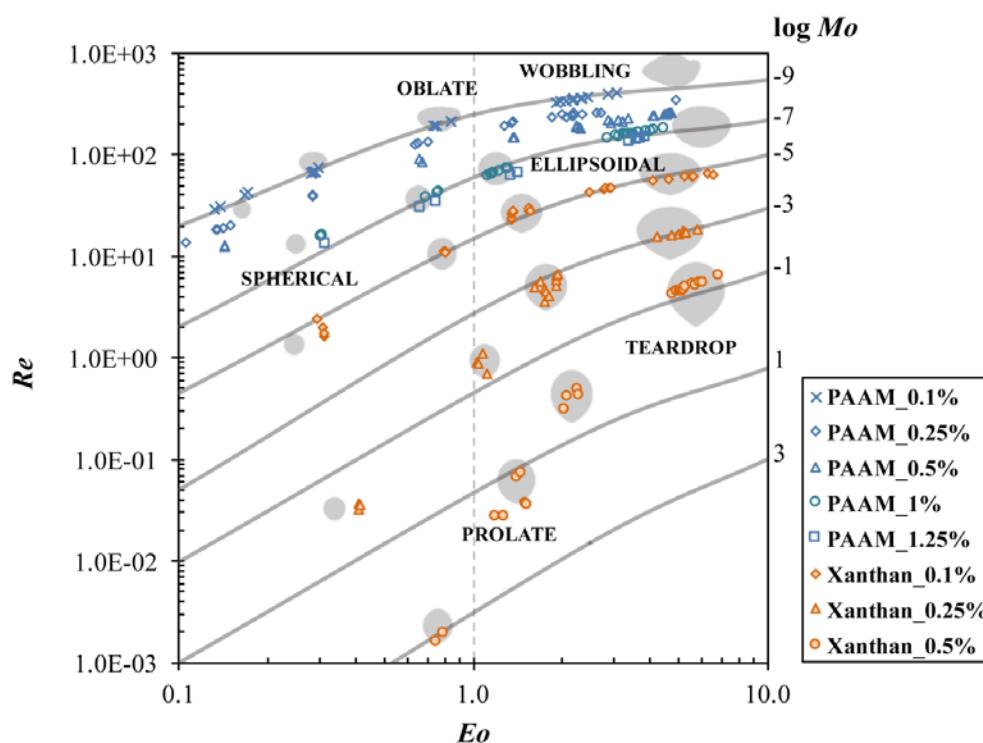 log Mo
1.0E+03
1.0E+02
1.0E+01
1.0E+00
1.0E-01
1.0E-02
1.0E-03
Re
0.1
1.0
10.0
Eo
-9
-7
-5
-3
-1
1
3
WOBBLING
OBLATE
ELLIPSOIDAL
SPHERICAL
TEARDROP
PROLATE
PAAM_0.1%
PAAM_0.25%
PAAM_0.5%
PAAM_1%
PAAM_1.25%
Xanthan_0.1%
Xanthan_0.25%
Xanthan_0.5%